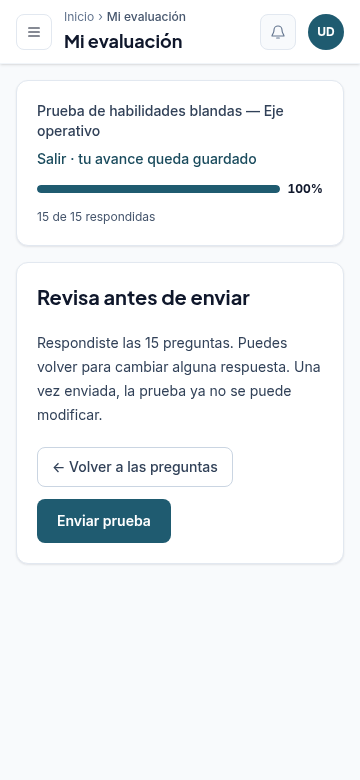 Inicio › Mi evaluación
Mi evaluación
UD
Prueba de habilidades blandas — Eje
operativo
Salir · tu avance queda guardado
100%
15 de 15 respondidas
Revisa antes de enviar
Respondiste las 15 preguntas. Puedes
volver para cambiar alguna respuesta. Una
vez enviada, la prueba ya no se puede
modificar.
← Volver a las preguntas
Enviar prueba